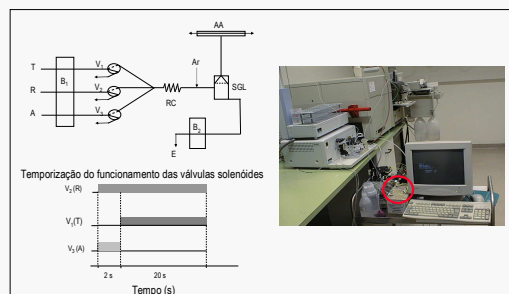 AA
T
V₁
Ar
B₁
R
V₂
SGL
RC
A
V₃
B₂
E
Temporização do funcionamento das válvulas solenóides
V₂(R)
V₁(T)
V₃(A)
2 s
20 s
Tempo (s)